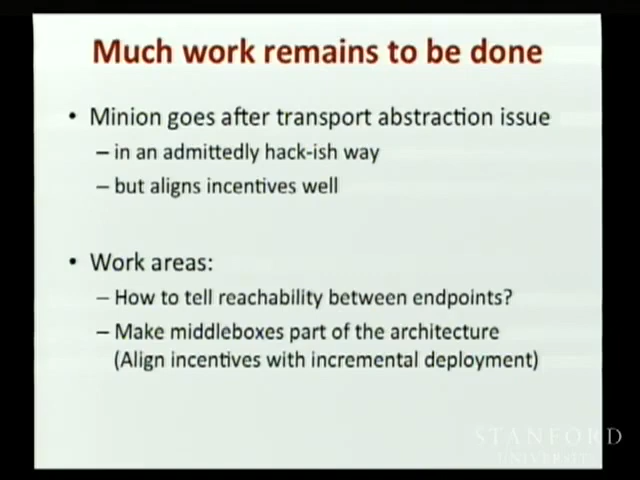 Much work remains to be done
• Minion goes after transport abstraction issue
– in an admittedly hack-ish way
– but aligns incentives well
• Work areas:
– How to tell reachability between endpoints?
– Make middleboxes part of the architecture
(Align incentives with incremental deployment)
STANFORD
UNIVERSITY